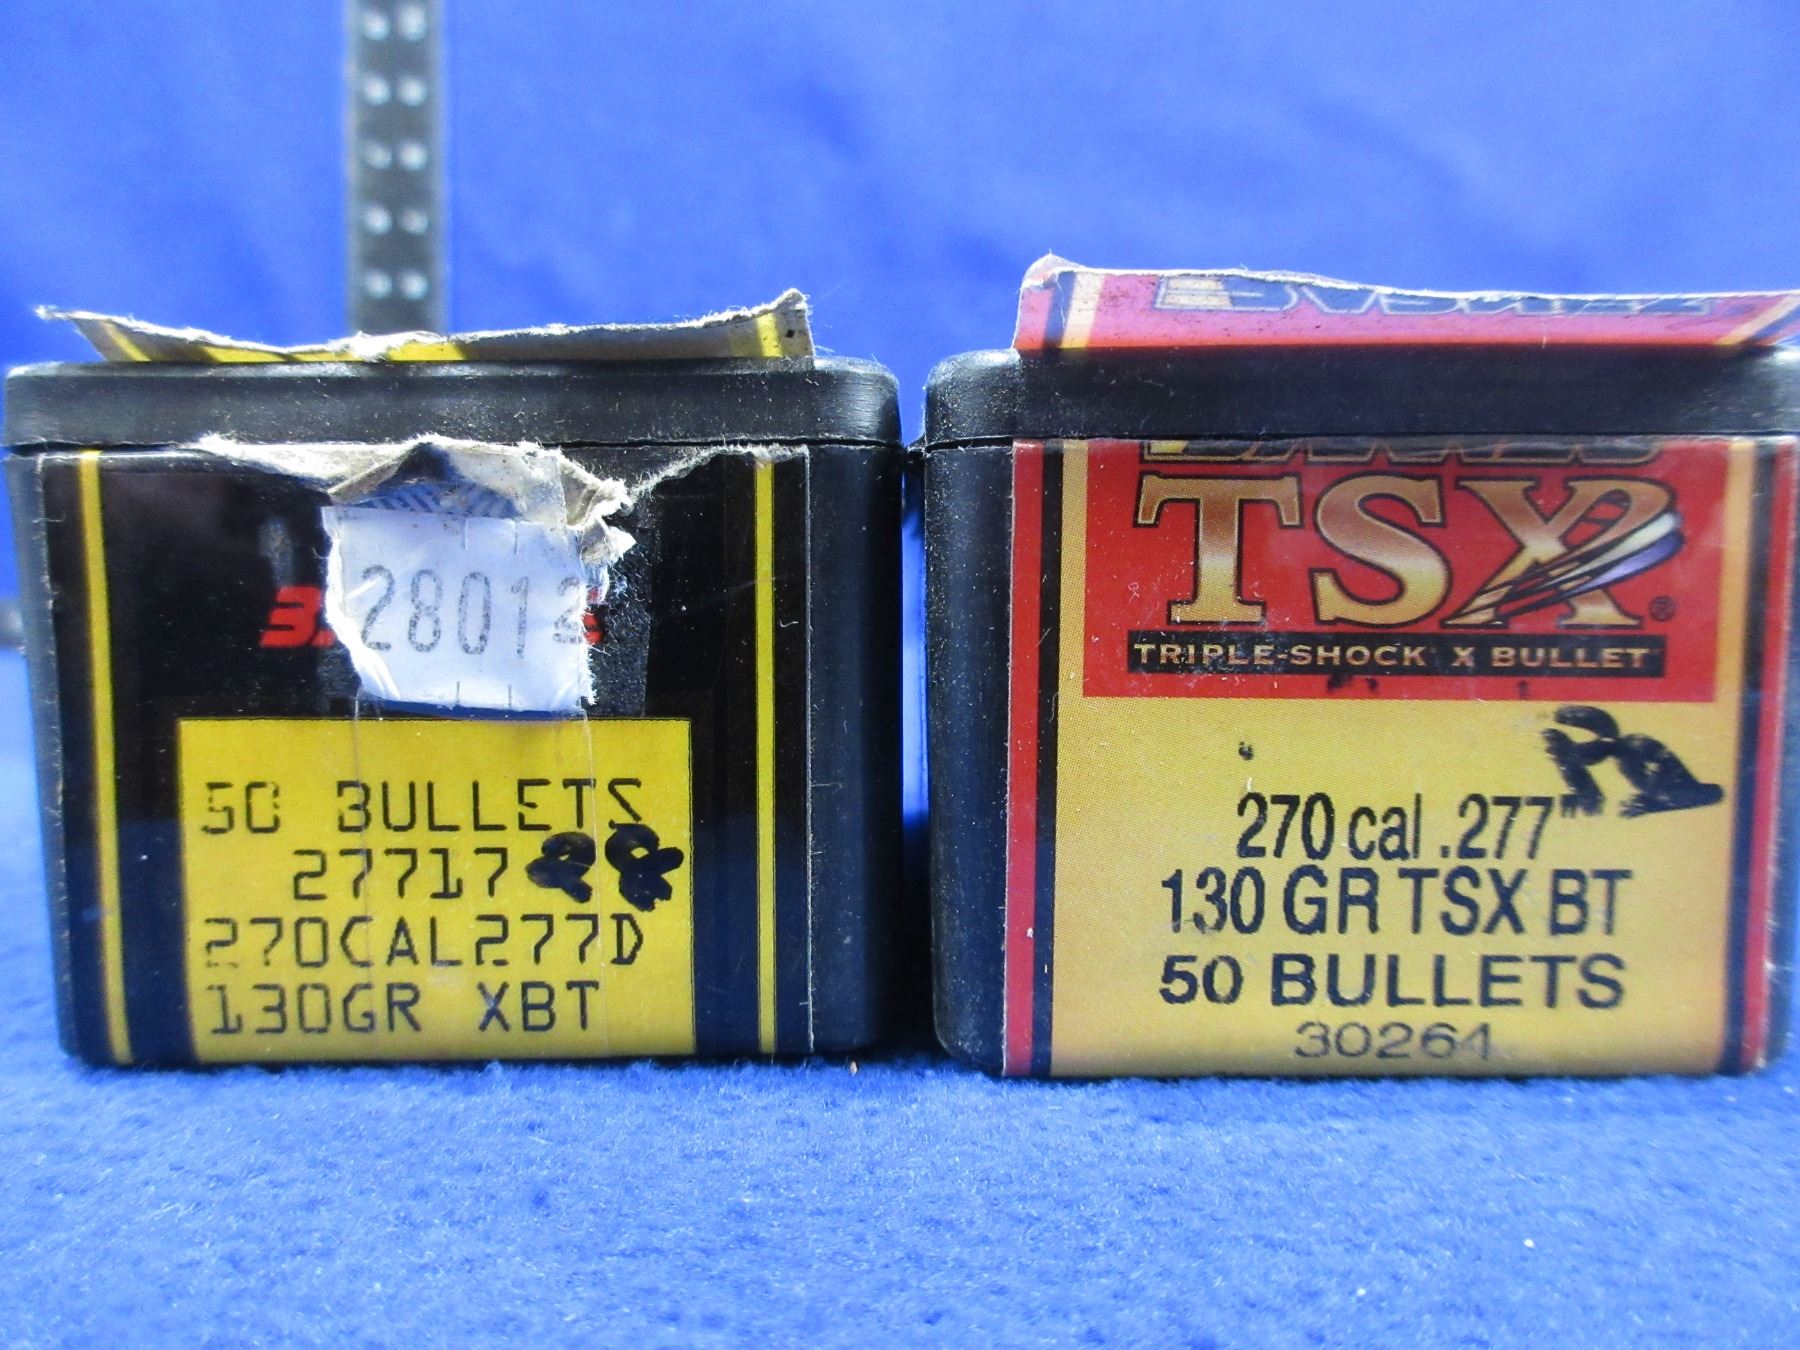 28012
50 BULLETS
27717
270CAL277D
130GR XBT
BARNES
TSX
®
TRIPLE-SHOCK X BULLET
270 cal .277"
130 GR TSX BT
50 BULLETS
30264